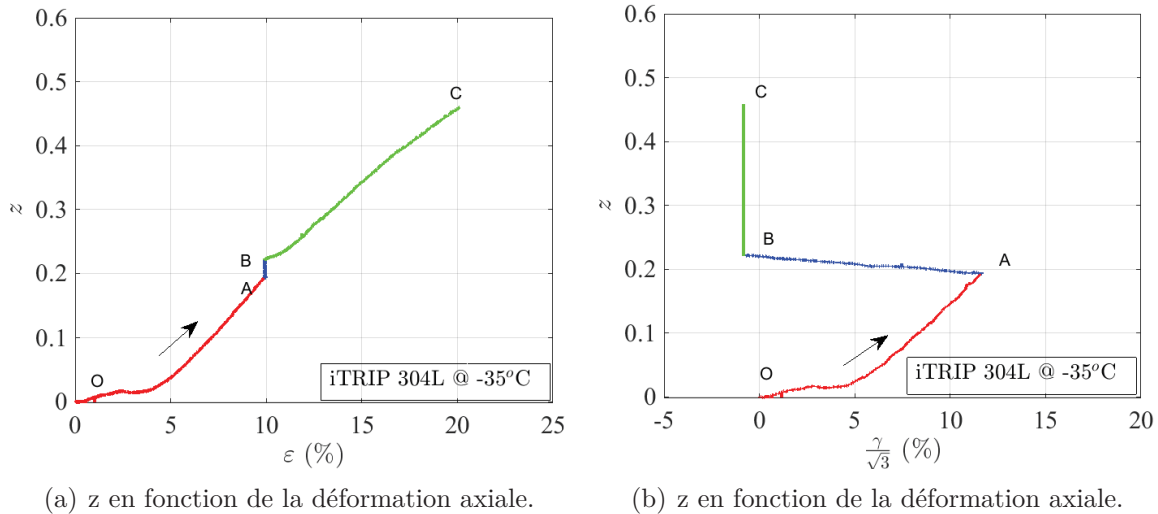 0.6
0.5
0.4
0.3
0.2
0.1
0
z
C
B
A
O
iTRIP 304L @ -35°C
0 5 10 15 20 25
ε (%)
(a) z en fonction de la déformation axiale.
0.6
0.5
0.4
0.3
0.2
0.1
0
z
C
B
A
O
iTRIP 304L @ -35°C
-5 0 5 10 15 20
γ/√3 (%)
(b) z en fonction de la déformation axiale.